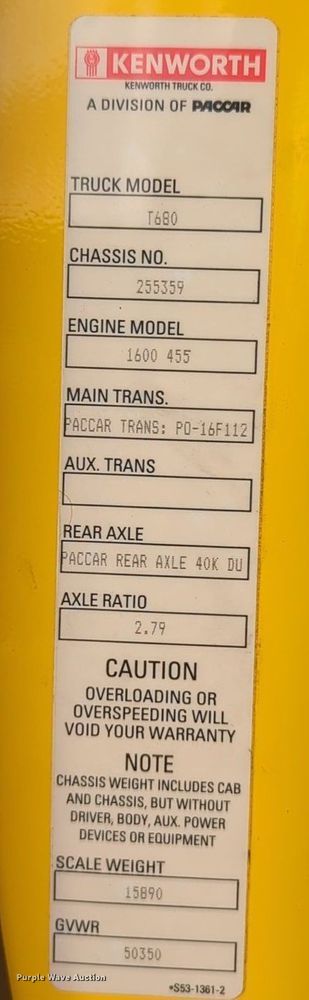 KENWORTH
KENWORTH TRUCK CO.
A DIVISION OF PACCAR
TRUCK MODEL
T680
CHASSIS NO.
255359
ENGINE MODEL
1600 455
MAIN TRANS.
PACCAR TRANS: PO-16F112
AUX. TRANS
REAR AXLE
PACCAR REAR AXLE 40K DU
AXLE RATIO
2.79
CAUTION
OVERLOADING OR
OVERSPEEDING WILL
VOID YOUR WARRANTY
NOTE
CHASSIS WEIGHT INCLUDES CAB
AND CHASSIS, BUT WITHOUT
DRIVER, BODY, AUX. POWER
DEVICES OR EQUIPMENT
SCALE WEIGHT
15890
GVWR
50350
•S53-1361-2
Purple Wave Auction